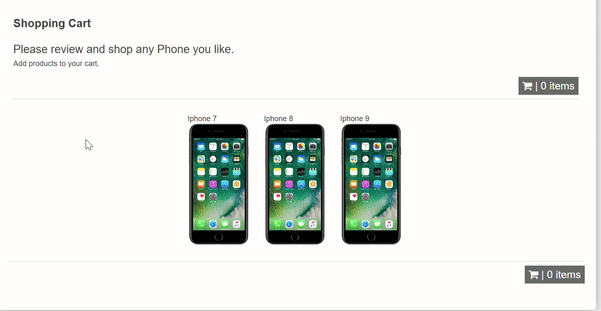 Shopping Cart
Please review and shop any Phone you like.
Add products to your cart.
| 0 items
Iphone 7 Iphone 8 Iphone 9
| 0 items